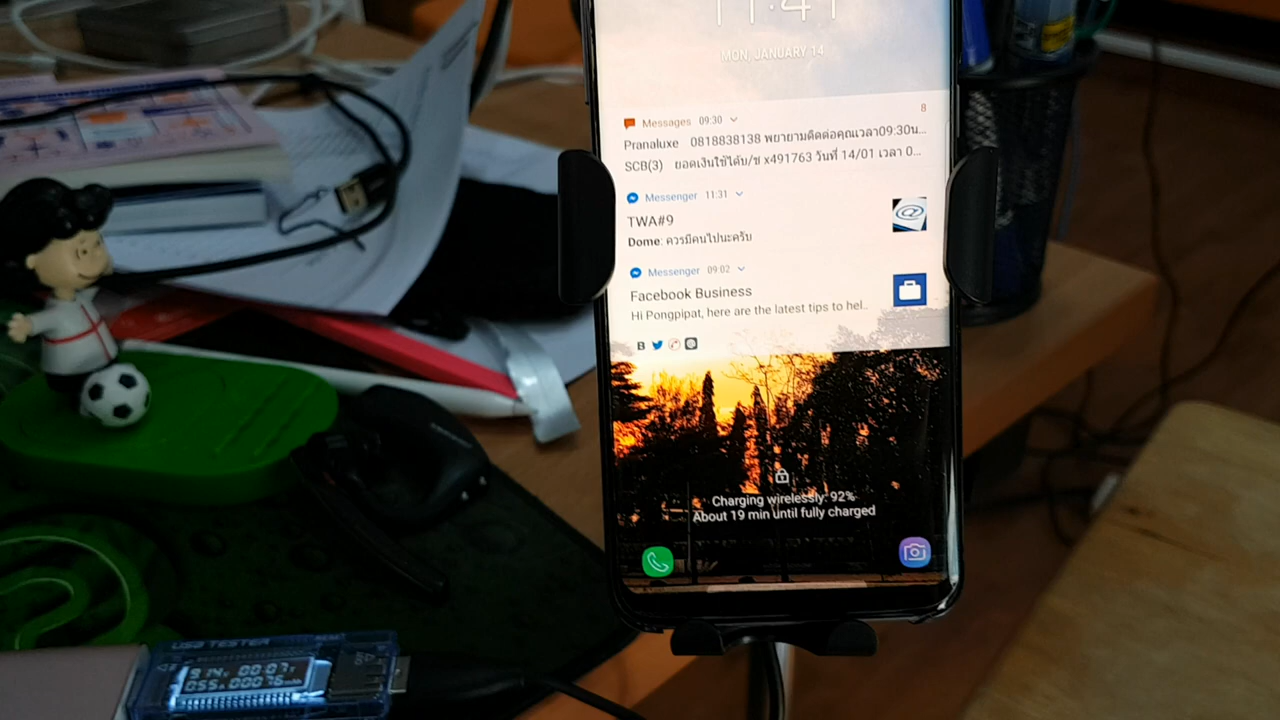 11:41
MON, JANUARY 14
8
Messages 09:30
Pranaluxe 0818838138 พยายามติดต่อคุณเวลา09:30น...
SCB(3) ยอดเงินใช้ได้บ/ช x491763 วันที่ 14/01 เวลา 0...
Messenger 11:31
TWA#9
Dome: ควรมีคนไปนะครับ
Messenger 09:02
Facebook Business
Hi Pongpipat, here are the latest tips to hel..
B
Charging wirelessly: 92%
About 19 min until fully charged
USB TESTER